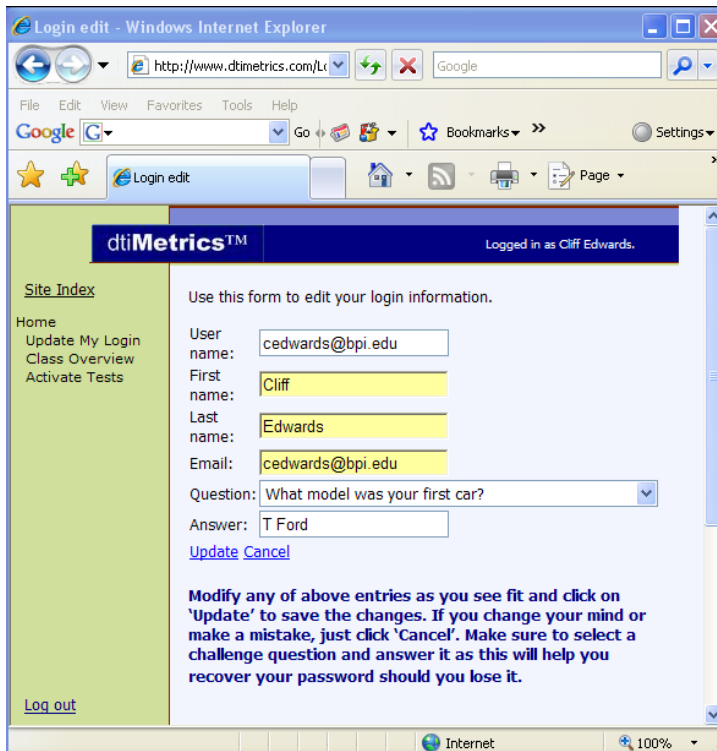 Login edit - Windows Internet Explorer
http://www.dtimetrics.com/Lo
Google
File Edit View Favorites Tools Help
Google G Go Bookmarks Settings
Login edit
Page
dtiMetrics™
Logged in as Cliff Edwards.
Site Index
Home
Update My Login
Class Overview
Activate Tests
Log out
Use this form to edit your login information.
User name: cedwards@bpi.edu
First name: Cliff
Last name: Edwards
Email: cedwards@bpi.edu
Question: What model was your first car?
Answer: T Ford
Update Cancel
Modify any of above entries as you see fit and click on
‘Update’ to save the changes. If you change your mind or
make a mistake, just click ‘Cancel’. Make sure to select a
challenge question and answer it as this will help you
recover your password should you lose it.
Internet 100%